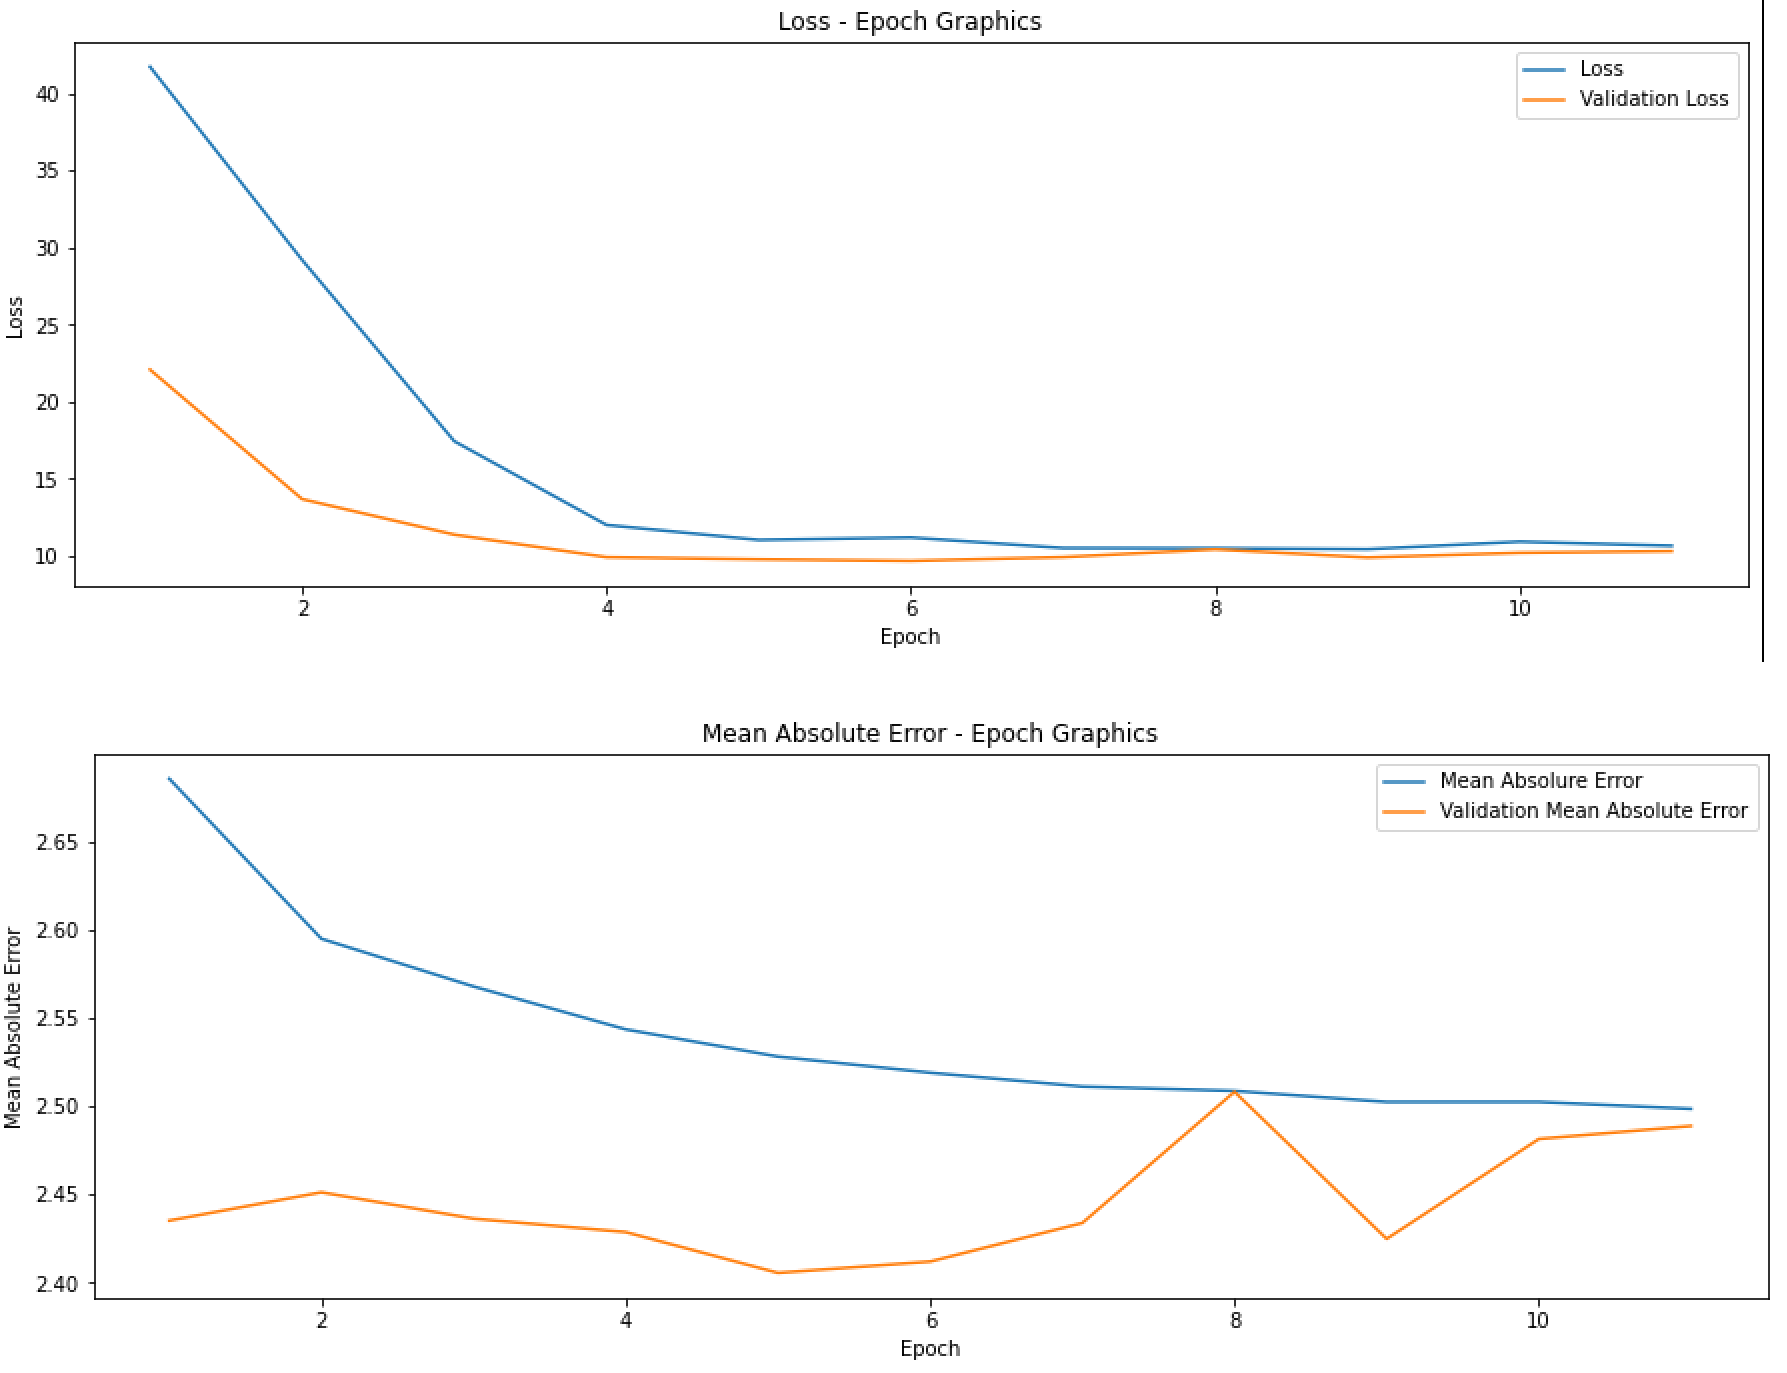 Loss - Epoch Graphics
Loss
Validation Loss
40
35
30
25
20
15
10
Loss
2 4 6 8 10
Epoch
Mean Absolute Error - Epoch Graphics
Mean Absolure Error
Validation Mean Absolute Error
2.65
2.60
2.55
2.50
2.45
2.40
Mean Absolute Error
2 4 6 8 10
Epoch